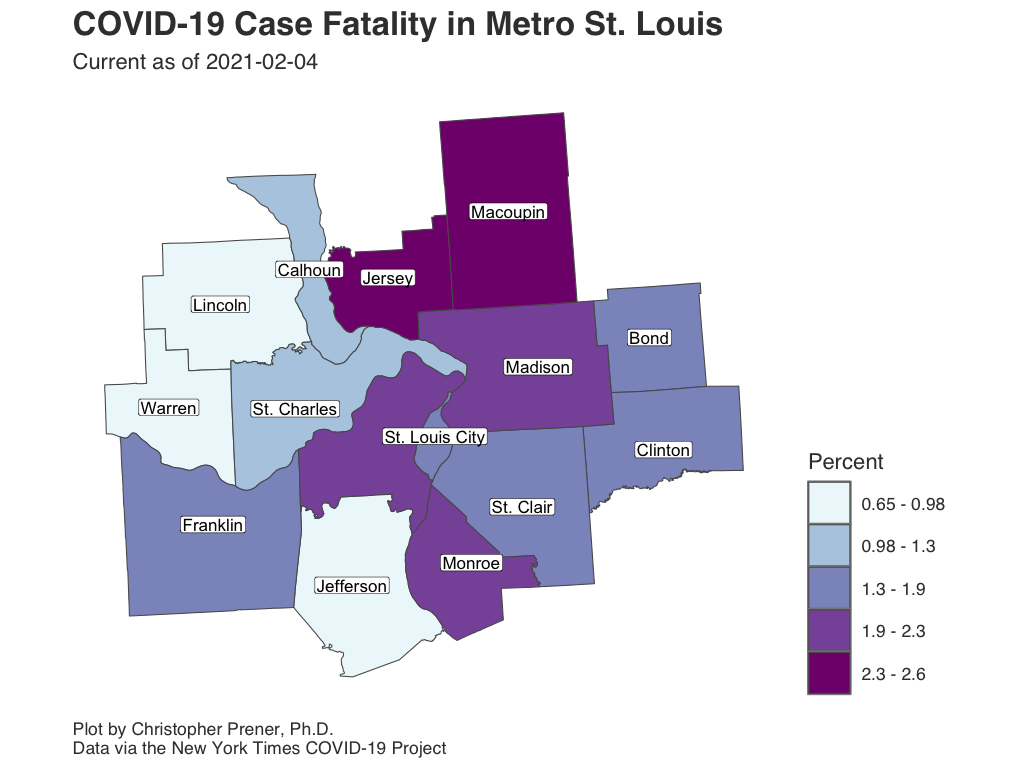 COVID-19 Case Fatality in Metro St. Louis
Current as of 2021-02-04
Macoupin
Calhoun
Jersey
Lincoln
Bond
Madison
Warren
St. Charles
St. Louis City
Clinton
St. Clair
Franklin
Monroe
Jefferson
Percent
0.65 - 0.98
0.98 - 1.3
1.3 - 1.9
1.9 - 2.3
2.3 - 2.6
Plot by Christopher Prener, Ph.D.
Data via the New York Times COVID-19 Project